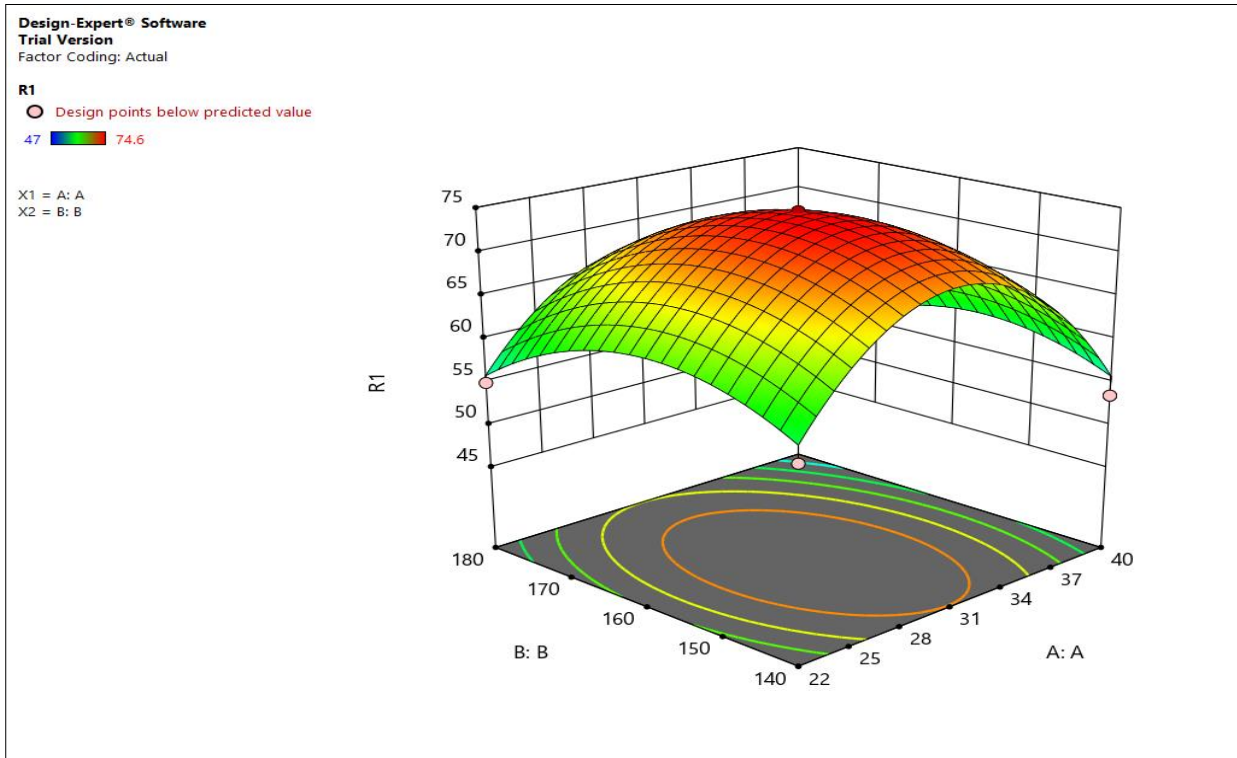 Design-Expert® Software
Trial Version
Factor Coding: Actual
R1
Design points below predicted value
47 74.6
X1 = A: A
X2 = B: B
75
70
65
60
55
50
45
R1
180
170
160
150
140
B: B
22
25
28
31
34
37
40
A: A